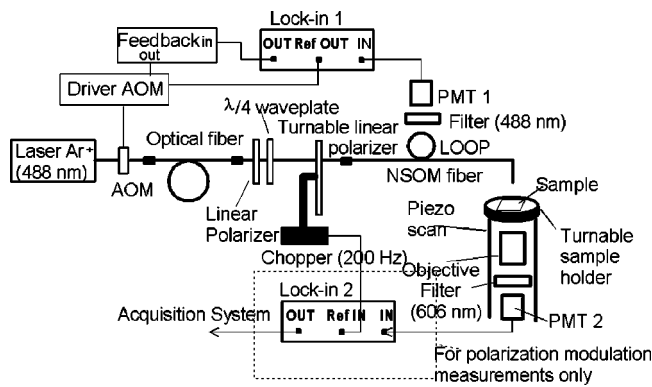 Lock-in 1
Feedback in
out
OUT Ref OUT IN
Driver AOM
PMT 1
λ/4 waveplate
Filter (488 nm)
Turnable linear
polarizer
Optical fiber
Laser Ar+
(488 nm)
LOOP
AOM
NSOM fiber
Linear
Polarizer
Sample
Piezo
scan
Turnable
sample
holder
Chopper (200 Hz)
Objective
Filter
(606 nm)
Lock-in 2
Acquisition System
OUT Ref IN IN
PMT 2
For polarization modulation
measurements only